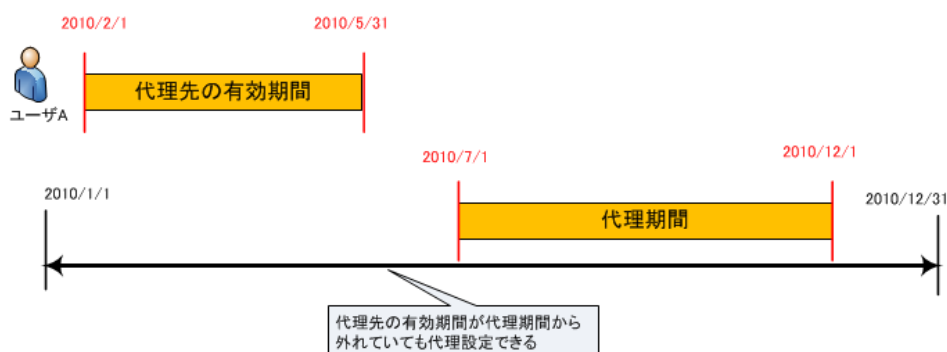 2010/2/1
2010/5/31
代理先の有効期間
ユーザA
2010/7/1
2010/12/1
2010/1/1
2010/12/31
代理期間
代理先の有効期間が代理期間から
外れていても代理設定できる